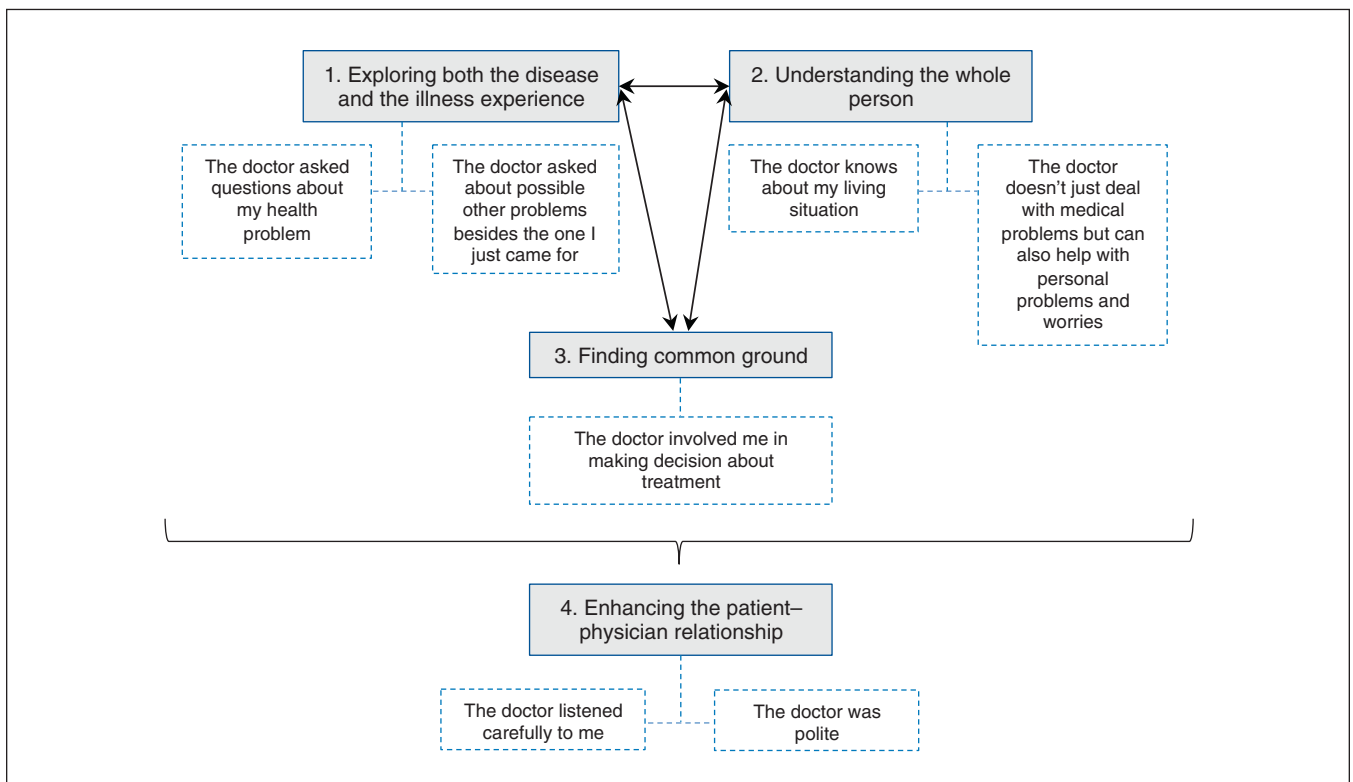 1. Exploring both the disease
and the illness experience
2. Understanding the whole
person
The doctor asked
questions about
my health
problem
The doctor asked
about possible
other problems
besides the one I
just came for
The doctor knows
about my living
situation
The doctor
doesn’t just deal
with medical
problems but can
also help with
personal
problems and
worries
3. Finding common ground
The doctor involved me in
making decision about
treatment
4. Enhancing the patient–
physician relationship
The doctor listened
carefully to me
The doctor was
polite